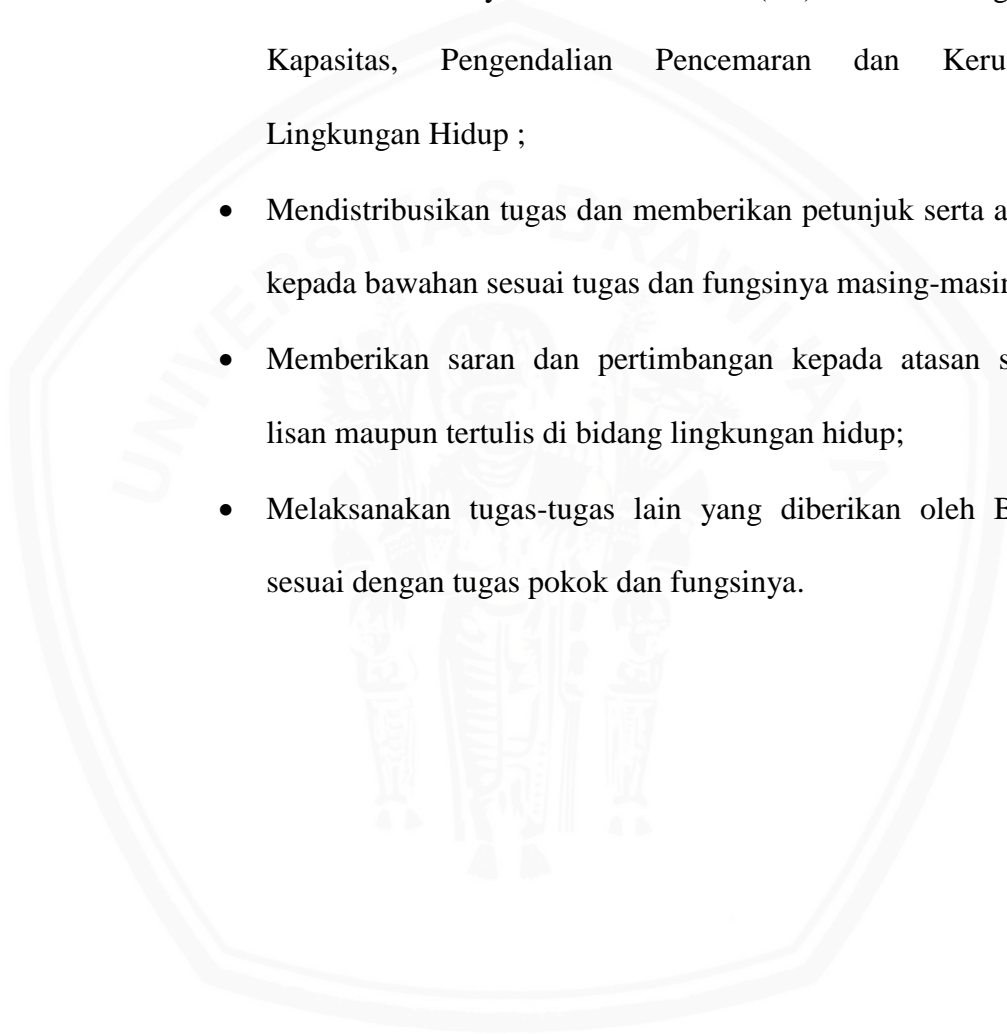 Kapasitas, Pengendalian Pencemaran dan
Lingkungan Hidup ;
• Mendistribusikan tugas dan memberikan petunjuk serta
kepada bawahan sesuai tugas dan fungsinya
• Memberikan saran dan pertimbangan kepada atasan
lisan maupun tertulis di bidang lingkungan hidup;
• Melaksanakan tugas-tugas lain yang diberikan oleh
sesuai dengan tugas pokok dan fungsinya.
UNIVERSITAS BRAWIJAYA